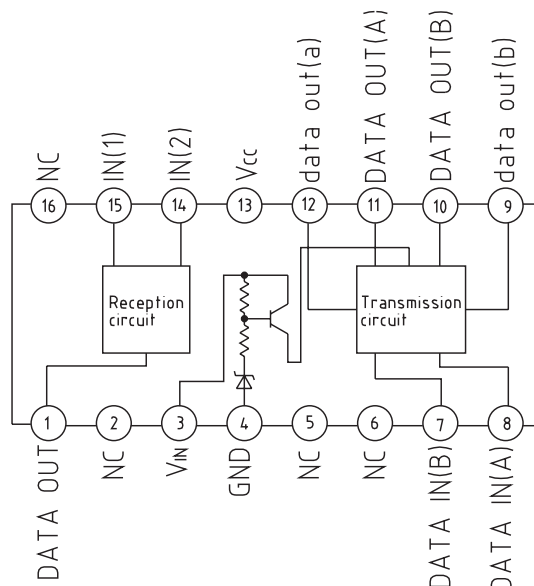 NC
IN(1)
IN(2)
Vcc
data out(a)
DATA OUT(A)
DATA OUT(B)
data out(b)
16
15
14
13
12
11
10
9
Reception
circuit
Transmission
circuit
1
2
3
4
5
6
7
8
DATA OUT
NC
VIN
GND
NC
NC
DATA IN(B)
DATA IN(A)